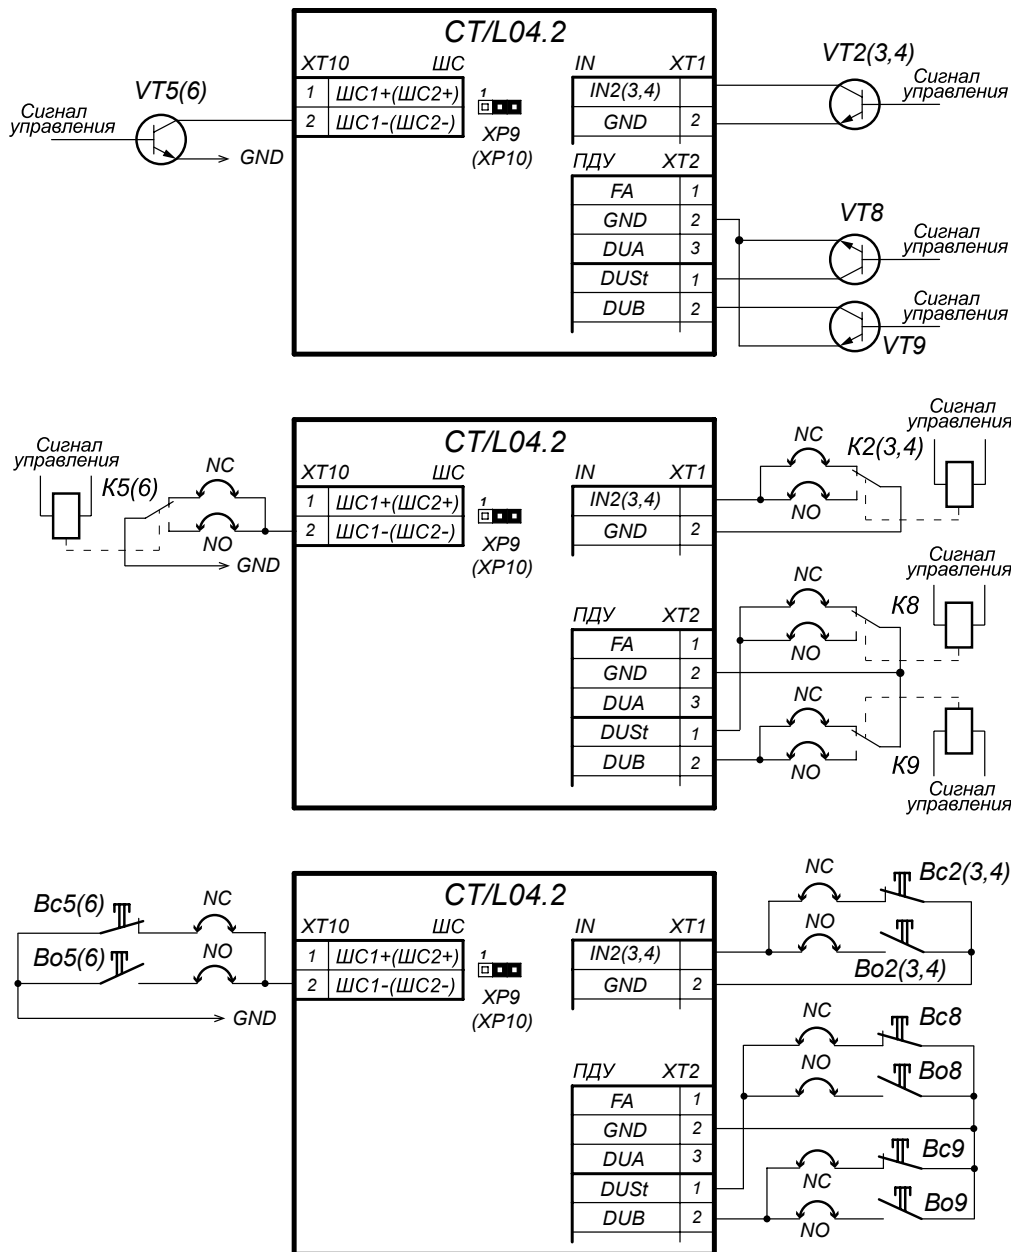 CT/L04.2
XT10 ШС
1 ШС1+(ШС2+)
2 ШС1-(ШС2-)
1
XP9
(XP10)
VT5(6)
Сигнал
управления
GND
IN XT1
IN2(3,4)
GND 2
ПДУ XT2
FA 1
GND 2
DUA 3
DUSt 1
DUB 2
VT2(3,4)
Сигнал
управления
VT8
Сигнал
управления
Сигнал
управления
VT9
CT/L04.2
Сигнал
управления
K5(6)
NC
NO
GND
XT10 ШС
1 ШС1+(ШС2+)
2 ШС1-(ШС2-)
1
XP9
(XP10)
IN XT1
IN2(3,4)
GND 2
ПДУ XT2
FA 1
GND 2
DUA 3
DUSt 1
DUB 2
Сигнал
управления
NC K2(3,4)
NO
Сигнал
управления
NC K8
NO
NC
NO K9
Сигнал
управления
CT/L04.2
Bc5(6) NC
Bo5(6) NO
GND
XT10 ШС
1 ШС1+(ШС2+)
2 ШС1-(ШС2-)
1
XP9
(XP10)
IN XT1
IN2(3,4)
GND 2
ПДУ XT2
FA 1
GND 2
DUA 3
DUSt 1
DUB 2
NC Bc2(3,4)
NO
Bo2(3,4)
NC Bc8
NO Bo8
Bc9
NC
Bo9
NO